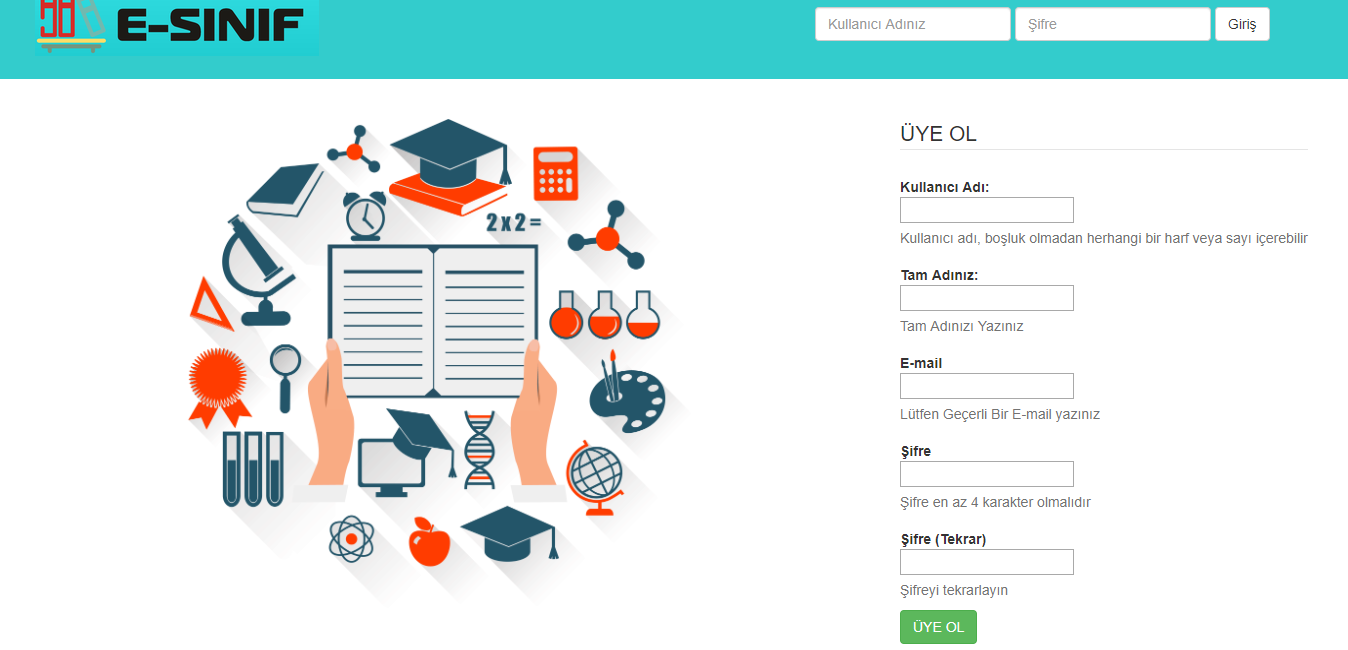 E-SINIF
Kullanıcı Adınız
Şifre
Giriş
2 x 2 =
ÜYE OL
Kullanıcı Adı:
Kullanıcı adı, boşluk olmadan herhangi bir harf veya sayı içerebilir
Tam Adınız:
Tam Adınızı Yazınız
E-mail
Lütfen Geçerli Bir E-mail yazınız
Şifre
Şifre en az 4 karakter olmalıdır
Şifre (Tekrar)
Şifreyi tekrarlayın
ÜYE OL